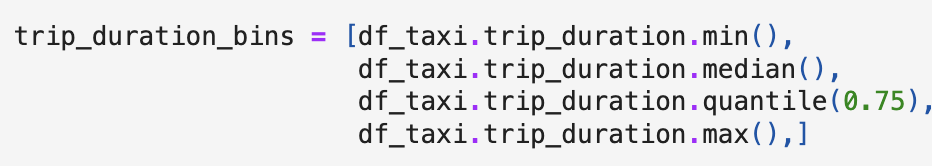 trip_duration_bins = [df_taxi.trip_duration.min(),
df_taxi.trip_duration.median(),
df_taxi.trip_duration.quantile(0.75),
df_taxi.trip_duration.max(),]